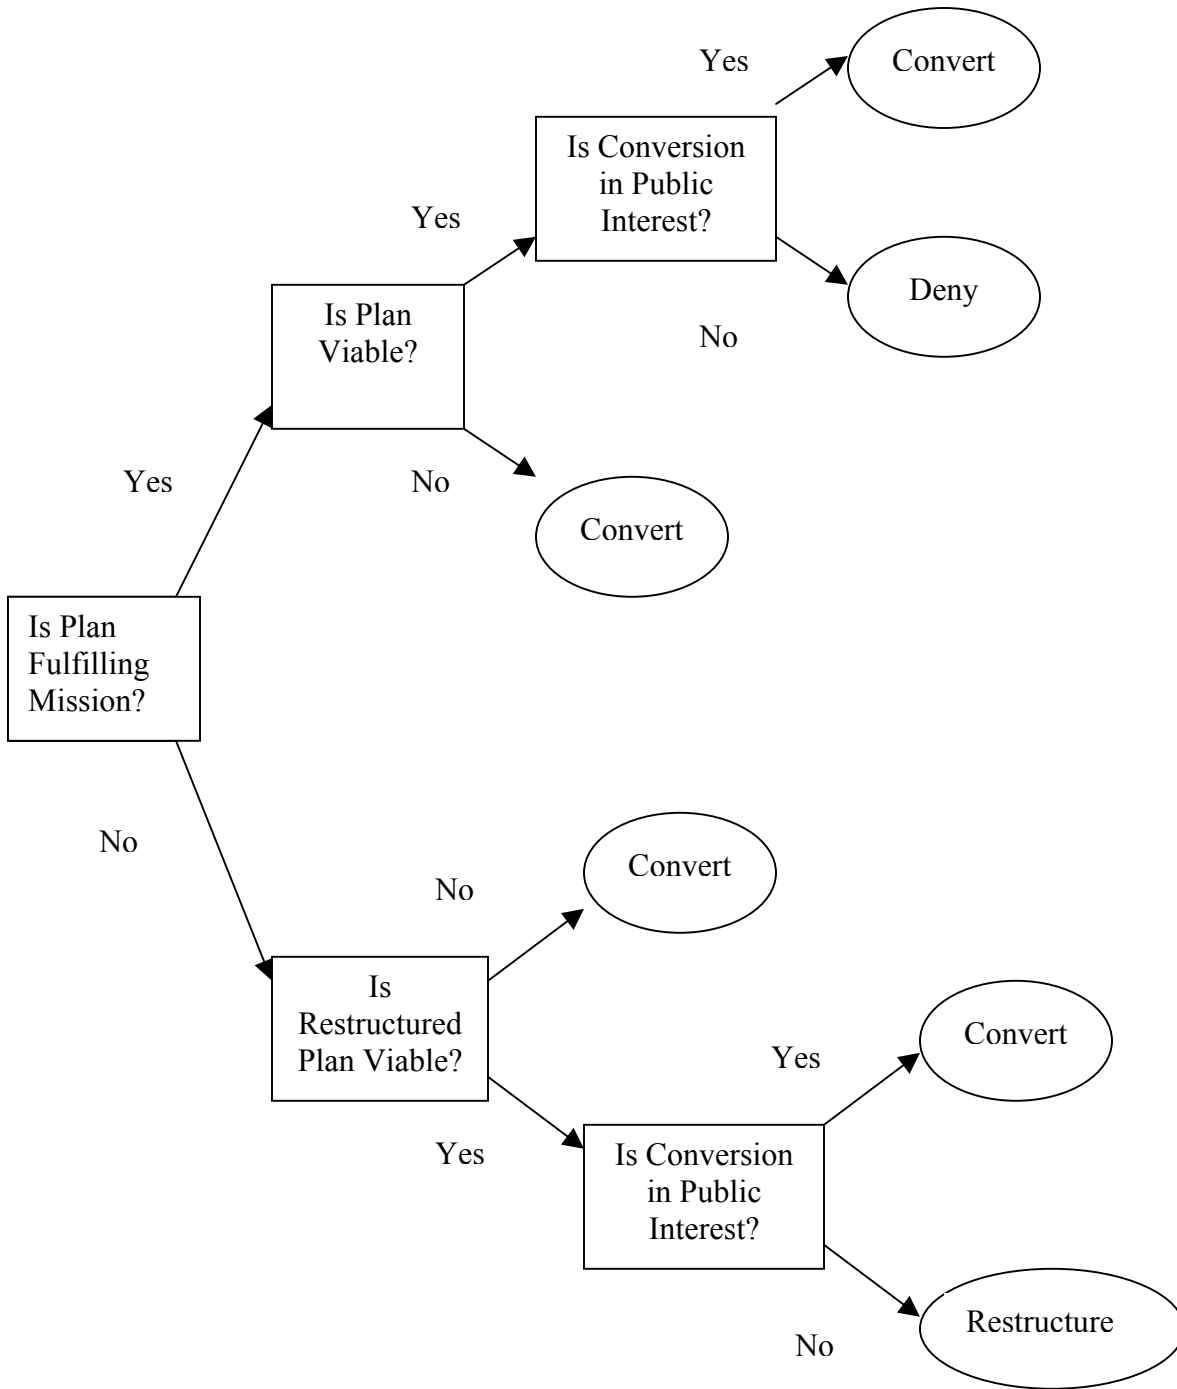 Yes
Convert
Is Conversion
in Public
Interest?
Yes
Deny
No
Is Plan
Viable?
Yes
No
Convert
Is Plan
Fulfilling
Mission?
No
Convert
No
Is
Restructured
Plan Viable?
Convert
Yes
Yes
Is Conversion
in Public
Interest?
Restructure
No